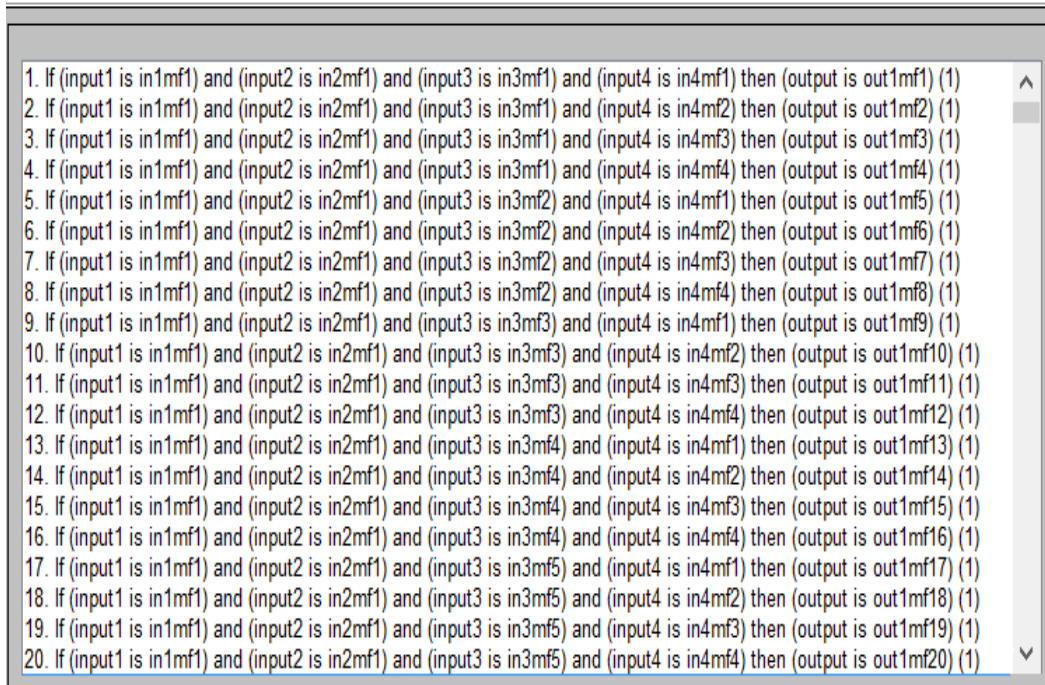 1. If (input1 is in1mf1) and (input2 is in2mf1) and (input3 is in3mf1) and (input4 is in4mf1) then (output is out1mf1) (1)
2. If (input1 is in1mf1) and (input2 is in2mf1) and (input3 is in3mf1) and (input4 is in4mf2) then (output is out1mf2) (1)
3. If (input1 is in1mf1) and (input2 is in2mf1) and (input3 is in3mf1) and (input4 is in4mf3) then (output is out1mf3) (1)
4. If (input1 is in1mf1) and (input2 is in2mf1) and (input3 is in3mf1) and (input4 is in4mf4) then (output is out1mf4) (1)
5. If (input1 is in1mf1) and (input2 is in2mf1) and (input3 is in3mf2) and (input4 is in4mf1) then (output is out1mf5) (1)
6. If (input1 is in1mf1) and (input2 is in2mf1) and (input3 is in3mf2) and (input4 is in4mf2) then (output is out1mf6) (1)
7. If (input1 is in1mf1) and (input2 is in2mf1) and (input3 is in3mf2) and (input4 is in4mf3) then (output is out1mf7) (1)
8. If (input1 is in1mf1) and (input2 is in2mf1) and (input3 is in3mf2) and (input4 is in4mf4) then (output is out1mf8) (1)
9. If (input1 is in1mf1) and (input2 is in2mf1) and (input3 is in3mf3) and (input4 is in4mf1) then (output is out1mf9) (1)
10. If (input1 is in1mf1) and (input2 is in2mf1) and (input3 is in3mf3) and (input4 is in4mf2) then (output is out1mf10) (1)
11. If (input1 is in1mf1) and (input2 is in2mf1) and (input3 is in3mf3) and (input4 is in4mf3) then (output is out1mf11) (1)
12. If (input1 is in1mf1) and (input2 is in2mf1) and (input3 is in3mf3) and (input4 is in4mf4) then (output is out1mf12) (1)
13. If (input1 is in1mf1) and (input2 is in2mf1) and (input3 is in3mf4) and (input4 is in4mf1) then (output is out1mf13) (1)
14. If (input1 is in1mf1) and (input2 is in2mf1) and (input3 is in3mf4) and (input4 is in4mf2) then (output is out1mf14) (1)
15. If (input1 is in1mf1) and (input2 is in2mf1) and (input3 is in3mf4) and (input4 is in4mf3) then (output is out1mf15) (1)
16. If (input1 is in1mf1) and (input2 is in2mf1) and (input3 is in3mf4) and (input4 is in4mf4) then (output is out1mf16) (1)
17. If (input1 is in1mf1) and (input2 is in2mf1) and (input3 is in3mf5) and (input4 is in4mf1) then (output is out1mf17) (1)
18. If (input1 is in1mf1) and (input2 is in2mf1) and (input3 is in3mf5) and (input4 is in4mf2) then (output is out1mf18) (1)
19. If (input1 is in1mf1) and (input2 is in2mf1) and (input3 is in3mf5) and (input4 is in4mf3) then (output is out1mf19) (1)
20. If (input1 is in1mf1) and (input2 is in2mf1) and (input3 is in3mf5) and (input4 is in4mf4) then (output is out1mf20) (1)